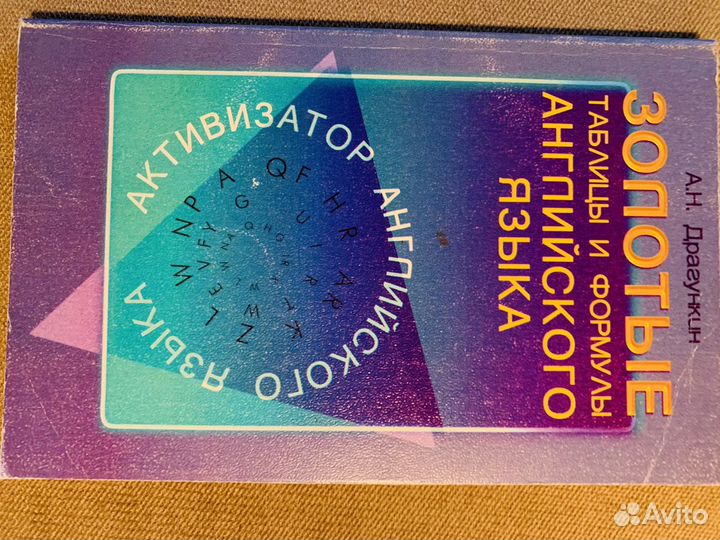 А.Н. Драгункин
ЗОЛОТЫЕ
ТАБЛИЦЫ И ФОРМУЛЫ
АНГЛИЙСКОГО
ЯЗЫКА
АКТИВИЗАТОР АНГЛИЙСКОГО ЯЗЫКА
Avito